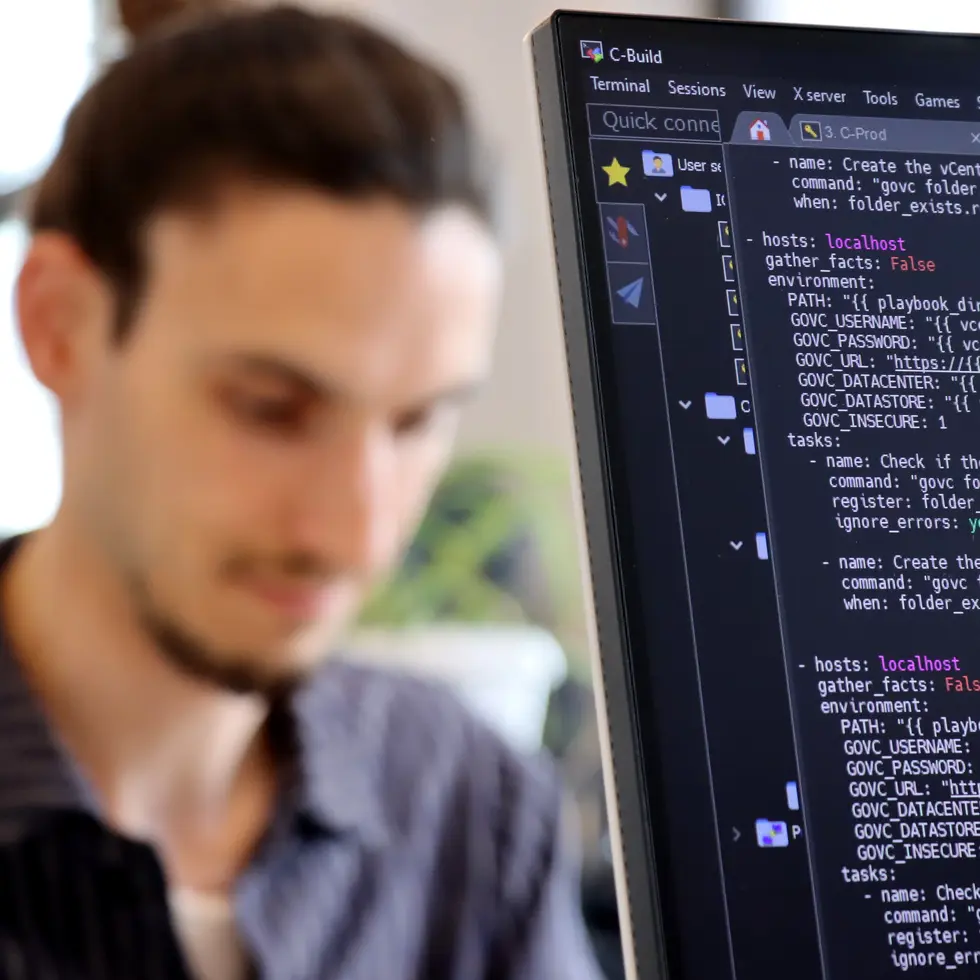 C-Build
Terminal Sessions View X server Tools Games
Quick conne
3. C-Prod
User se
- name: Create the vCent
command: "govc folder
when: folder_exists.r
- hosts: localhost
gather_facts: False
environment:
PATH: "{{ playbook_din
GOVC_USERNAME: "{{ vc
GOVC_PASSWORD: "{{ vc
GOVC_URL: "https://{{
GOVC_DATACENTER: "{{
GOVC_DATASTORE: "{{
GOVC_INSECURE: 1
tasks:
- name: Check if the
command: "govc fo
register: folder_
ignore_errors: y
- name: Create the
command: "govc
when: folder_ex
- hosts: localhost
gather_facts: Fals
environment:
PATH: "{{ playb
GOVC_USERNAME:
GOVC_PASSWORD:
GOVC_URL: "htt
GOVC_DATACENTE
GOVC_DATASTORE
GOVC_INSECURE
P
tasks:
- name: Check
command: "g
register:
ignore_err